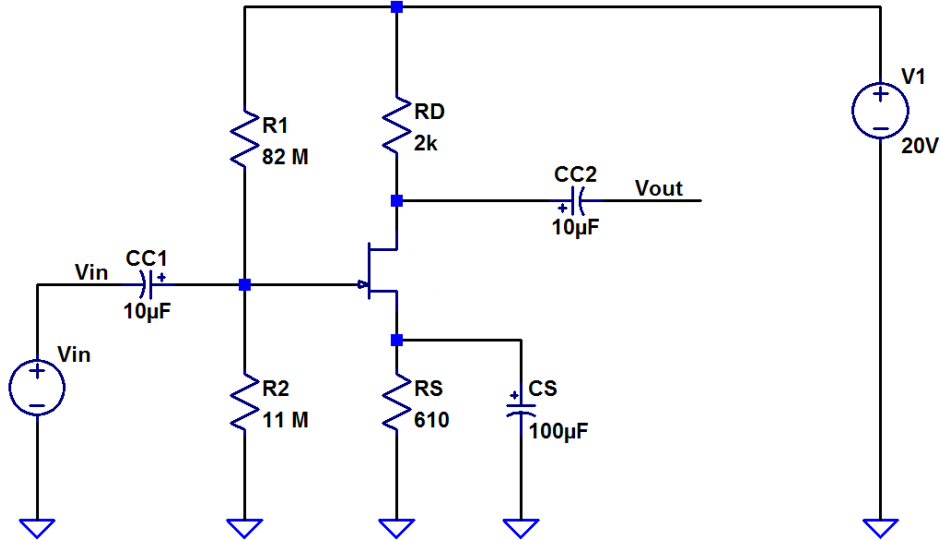 V1
20V
R1
82 M
RD
2k
CC2
Vout
10µF
Vin
CC1
10µF
Vin
R2
11 M
RS
610
CS
100µF